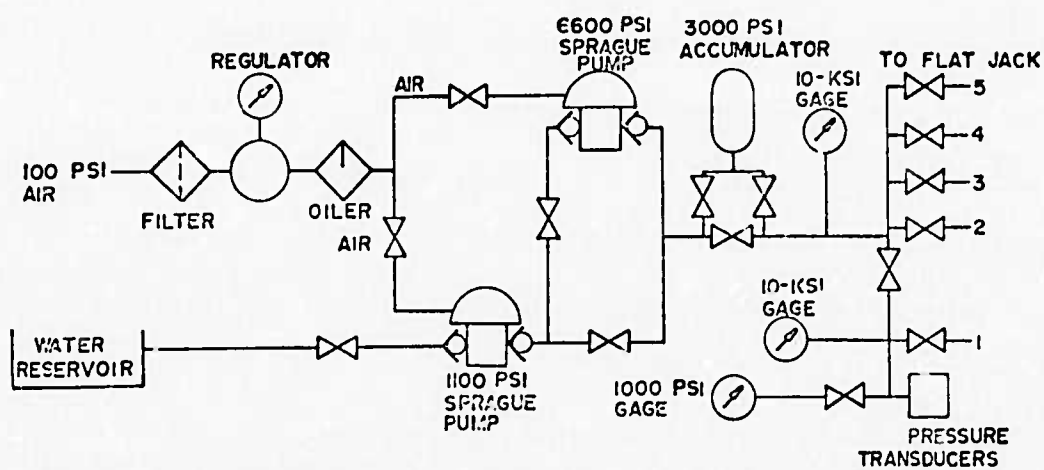 6600 PSI
SPRAGUE
PUMP
3000 PSI
ACCUMULATOR
REGULATOR
TO FLAT JACK
AIR
10-KSI
GAGE
5
4
3
2
100 PSI
AIR
FILTER
OILER
AIR
10-KSI
GAGE
WATER
RESERVOIR
1
1100 PSI
SPRAGUE
PUMP
1000 PSI
GAGE
PRESSURE
TRANSDUCERS